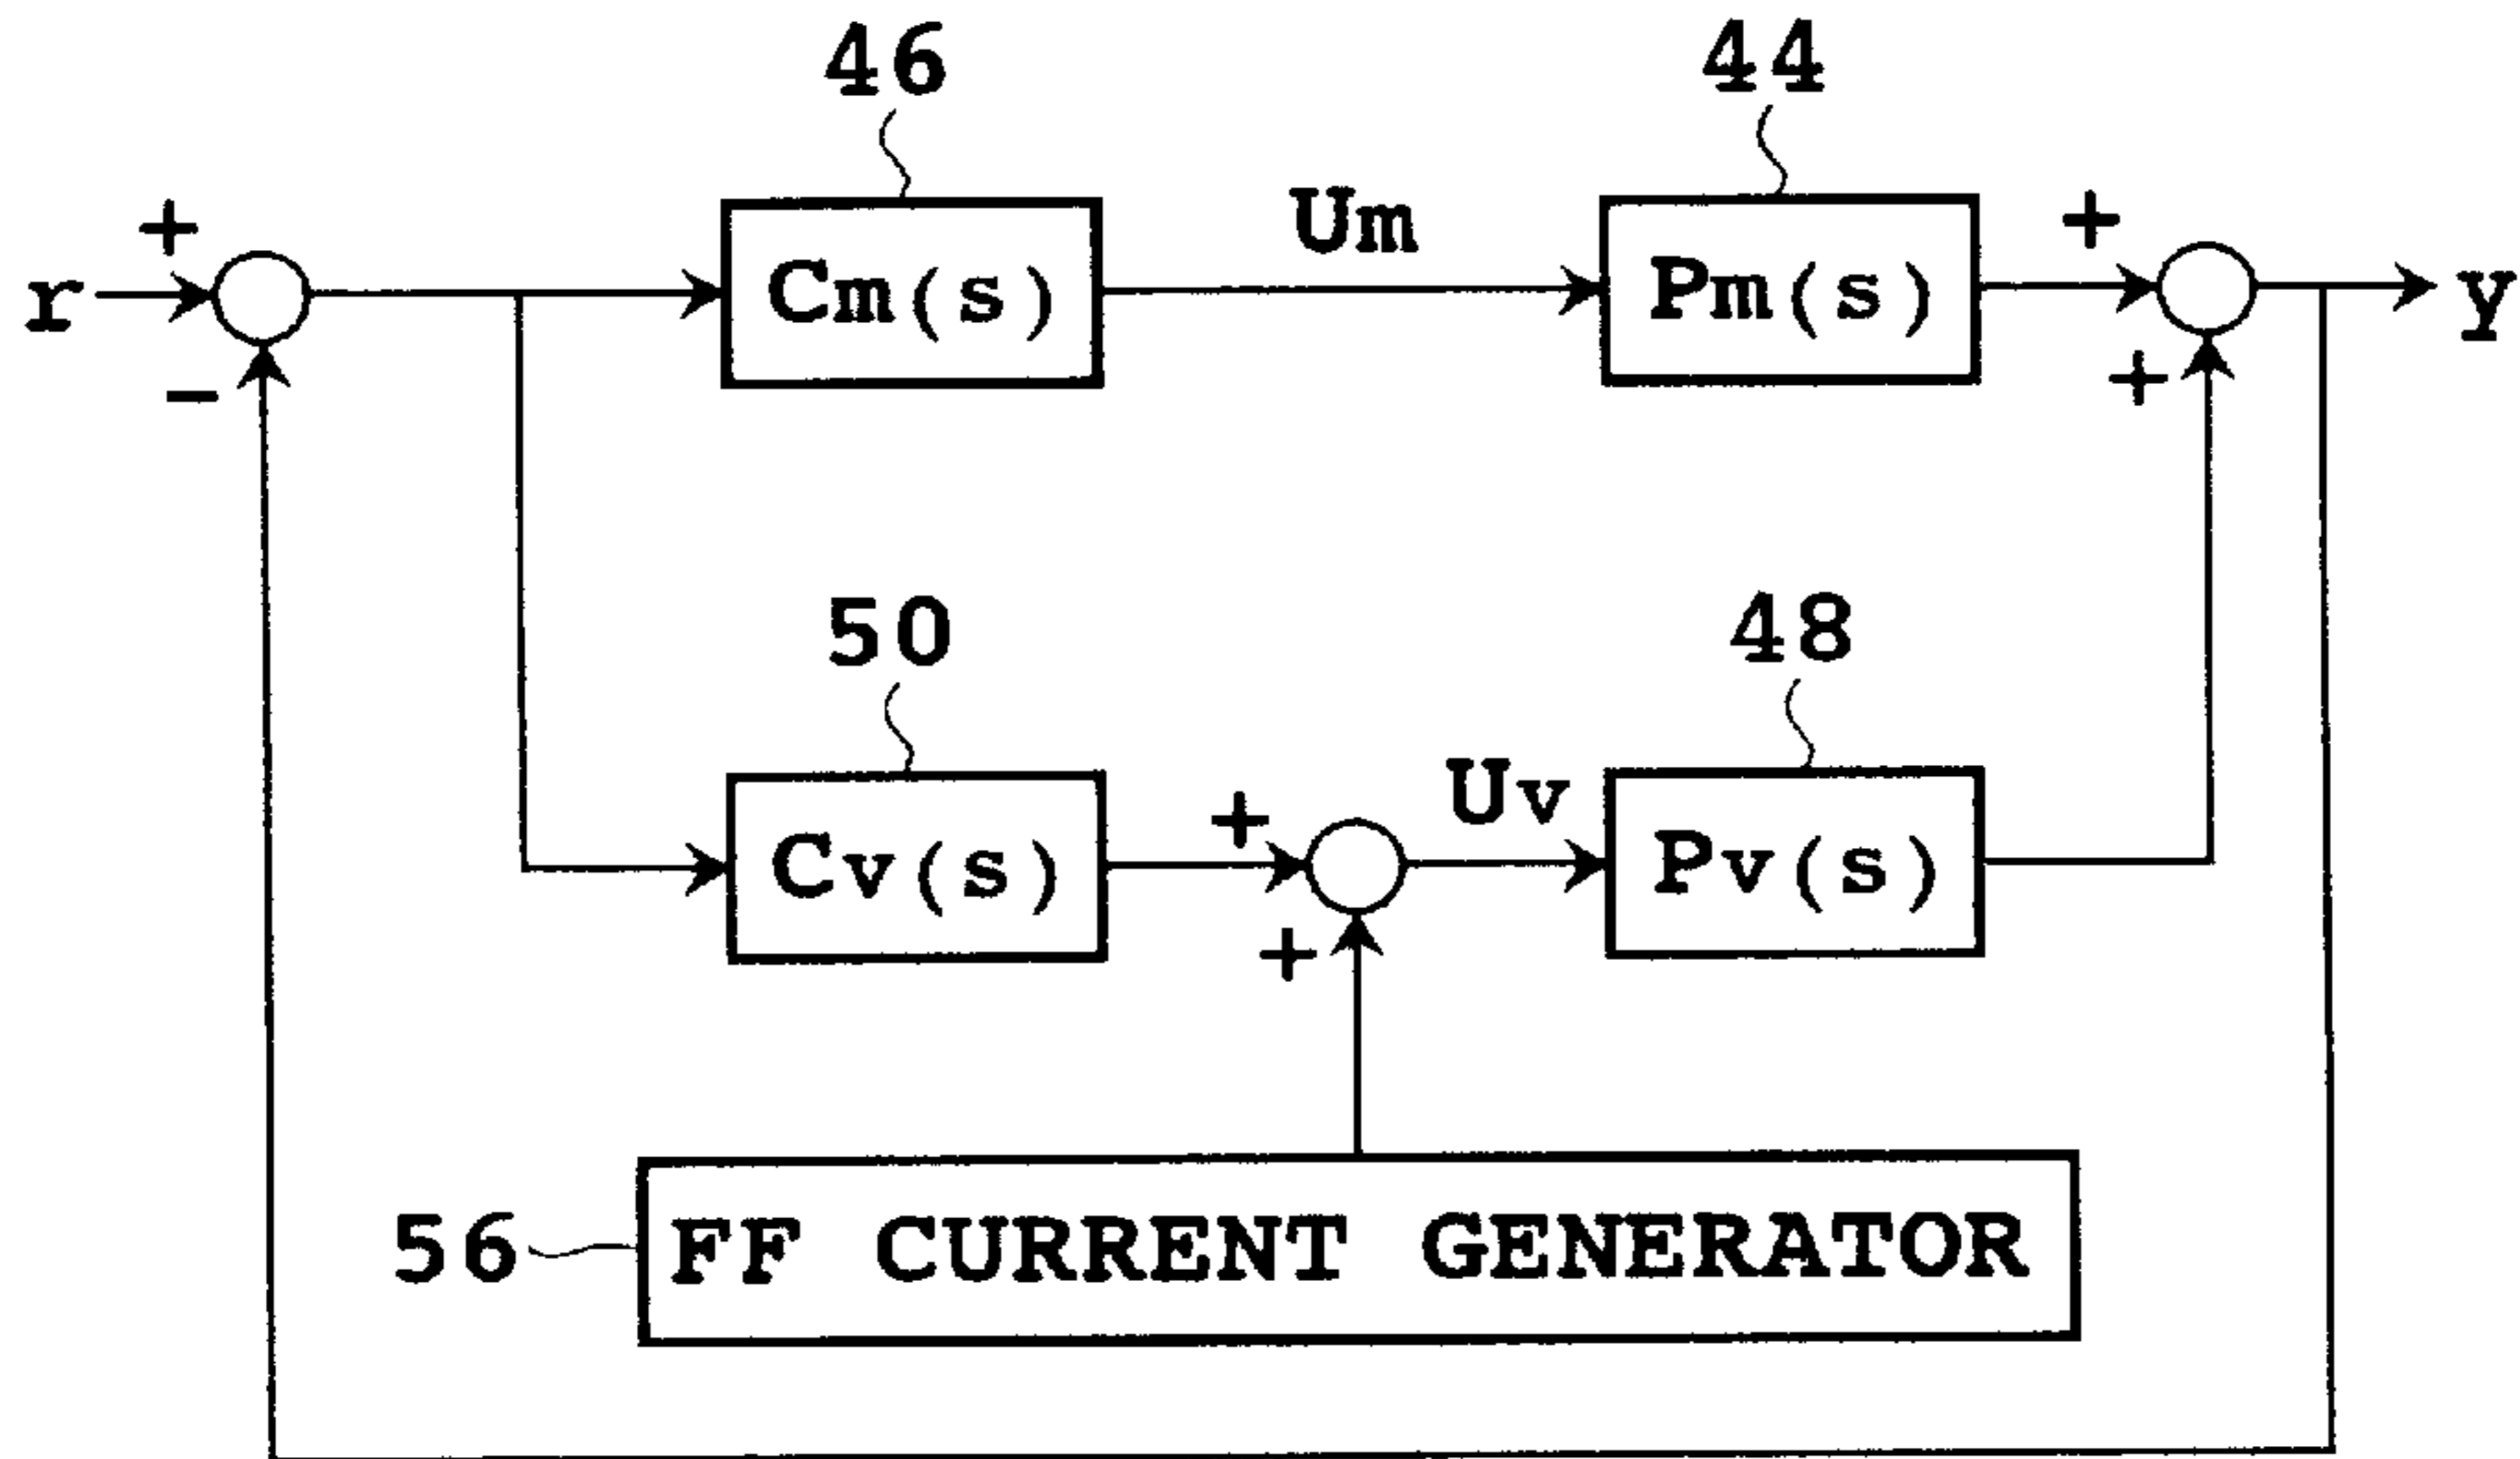 46
44
+
Um
+
r
Cm(s)
Pm(s)
y
-
+
50
48
+
Uv
Cv(s)
Pv(s)
+
56
FF CURRENT GENERATOR